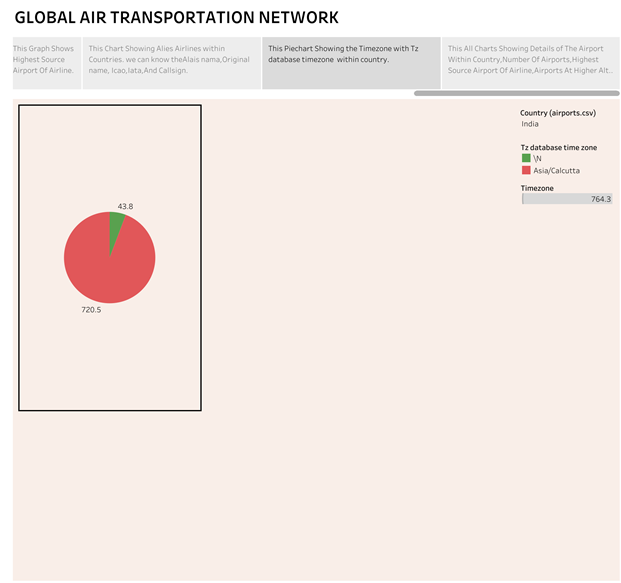 GLOBAL AIR TRANSPORTATION NETWORK
This Graph Shows
Highest Source
Airport Of Airline.
This Chart Showing Alies Airlines within
Countries. we can know theAlais nama,Original
name, Icao,Iata,And Callsign.
This Piechart Showing the Timezone with Tz
database timezone within country.
This All Charts Showing Details of The Airport
Within Country,Number Of Airports,Highest
Source Airport Of Airline,Airports At Higher Alt...
Country (airports.csv)
India
Tz database time zone
\N
Asia/Calcutta
Timezone
764.3
43.8
720.5